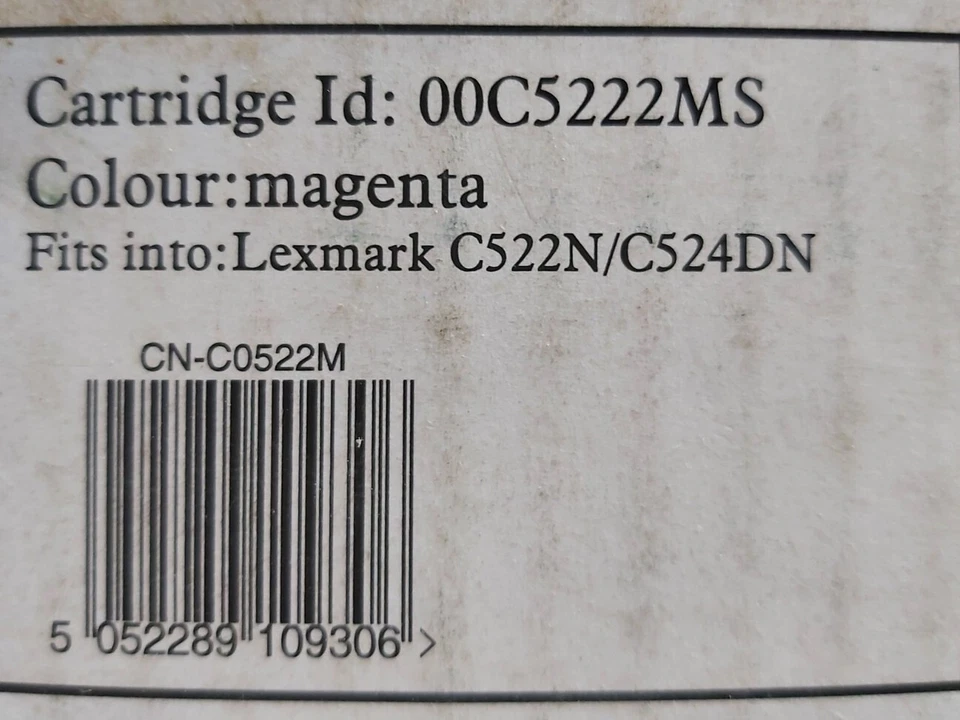 Cartridge Id: 00C5222MS
Colour:magenta
Fits into:Lexmark C522N/C524DN
CN-C0522M
5 052289 109306 >